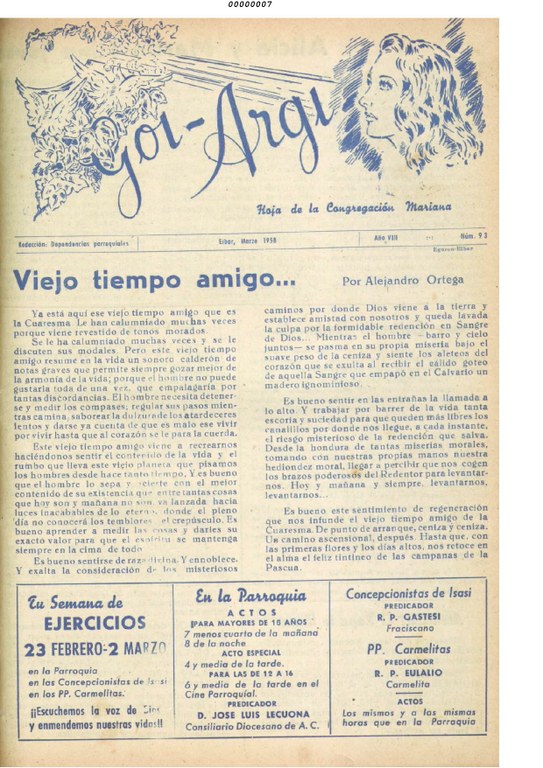 00000007
Goi-Argi
Hoja de la Congregación Mariana
Redacción: Dependencias parroquiales
Eibar, Marzo 1958
Año VIII
Núm. 93
Viejo tiempo amigo...
Por Alejandro Ortega
Ya está aquí ese viejo tiempo amigo que es
la Cuaresma. Le han calumniado muchas veces
porque viene revestido de tonos morados.
Se le ha calumniado muchas veces y se le
discuten sus modales. Pero este viejo tiempo
amigo resume en la vida un sonoro calderón de
notas graves que permite siempre gozar mejor de
la armonía de la vida; porque el hombre no puede
gustarla toda de una vez, que empalagaría por
tantas discordancias. El hombre necesita detener-
se y medir los compases; regular sus pasos mien-
tras camina, saborear la dulzura de los atardeceres
lentos y darse ya cuenta de que es malo ese vivir
por vivir hasta que al corazón se le para la cuerda.
Este viejo tiempo amigo viene a recrearnos
haciéndonos sentir el contenido de la vida y el
rumbo que lleva este viejo planeta que pisamos
los hombres desde hace tanto tiempo. Y es bueno
que el hombre lo sepa y acierte con el mejor
contenido de su existencia que entre tantas cosas
que hoy son y mañana no son va lanzada hacia
luces inacabables de lo eterno, donde el pleno
día no conocerá los temblores del crepúsculo. Es
bueno aprender a medir las cosas y darles su
exacto valor para que el espíritu se mantenga
siempre en la cima de todo
Es bueno sentirse de raza divina. Y ennoblece.
Y exalta la consideración de los misteriosos
caminos por donde Dios viene a la tierra y
establece amistad con nosotros y queda lavada
la culpa por la formidable redención en Sangre
de Dios... Mientras el hombre —barro y cielo
juntos— se pasma en su propia miseria bajo el
suave peso de la ceniza y siente los aleteos del
corazón que se exulta al recibir el cálido goteo
de aquella Sangre que empapó en el Calvario un
madero ignominioso.
Es bueno sentir en las entrañas la llamada a
lo alto. Y trabajar por barrer de la vida tanta
escoria y suciedad para que queden más libres los
canalillos por donde nos llegue, a cada instante,
el riesgo misterioso de la redención que salva.
Desde la hondura de tantas miserias morales,
tomando con nuestras propias manos nuestra
hediondez moral, llegar a percibir que nos cogen
los brazos poderosos del Redentor para levantar-
nos. Hoy y mañana y siempre, levantarnos,
levantarnos...
Es bueno este sentimiento de regeneración
que nos infunde el viejo tiempo amigo de la
Cuaresma. De punto de arranque, ceniza y ceniza.
Un camino ascensional, después. Hasta que, con
las primeras flores y los días altos, nos retoce en
el alma el feliz tintineo de las campanas de la
Pascua.
Tu Semana de
EJERCICIOS
23 FEBRERO-2 MARZO
en la Parroquia
en las Concepcionistas de Isasi
en los PP. Carmelitas.
¡¡Escuchemos la voz de Dios
y enmendemos nuestras vidas!!
En la Parroquia
ACTOS
PARA MAYORES DE 16 AÑOS
7 menos cuarto de la mañana
8 de la noche
ACTO ESPECIAL
4 y media de la tarde.
PARA LAS DE 12 A 16
6 y media de la tarde en el
Cine Parroquial.
PREDICADOR
D. JOSE LUIS LECUONA
Consiliario Diocesano de A. C.
Concepcionistas de Isasi
PREDICADOR
R. P. GASTESI
Fraciscano
PP. Carmelitas
PREDICADOR
R. P. EULALIO
Carmelita
ACTOS
Los mismos y a las mismas
horas que en la Parroquia